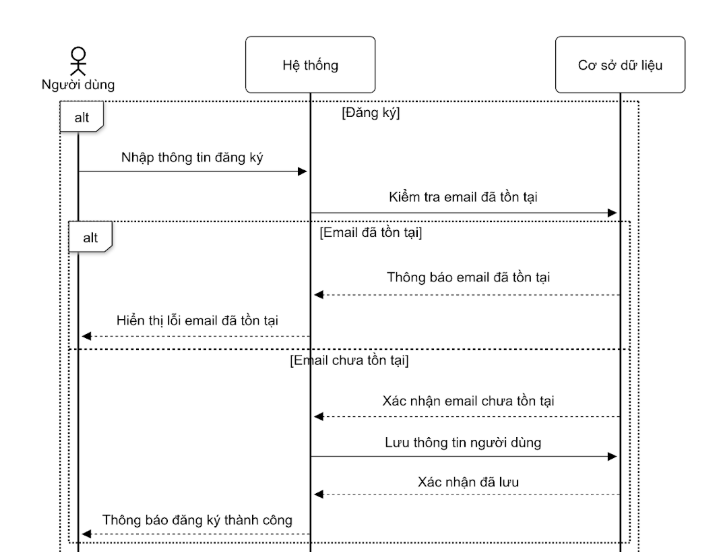 Người dùng
Hệ thống
Cơ sở dữ liệu
alt
[Đăng ký]
Nhập thông tin đăng ký
Kiểm tra email đã tồn tại
alt
[Email đã tồn tại]
Thông báo email đã tồn tại
Hiển thị lỗi email đã tồn tại
[Email chưa tồn tại]
Xác nhận email chưa tồn tại
Lưu thông tin người dùng
Xác nhận đã lưu
Thông báo đăng ký thành công